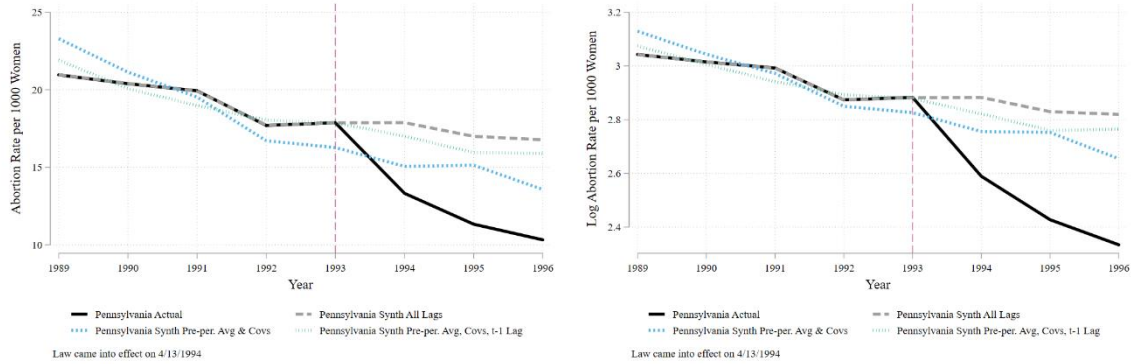 Abortion Rate per 1000 Women
25
20
15
10
1989 1990 1991 1992 1993 1994 1995 1996
Year
Pennsylvania Actual
Pennsylvania Synth All Lags
Pennsylvania Synth Pre-per. Avg & Covs
Pennsylvania Synth Pre-per. Avg, Covs, t-1 Lag
Law came into effect on 4/13/1994
Log Abortion Rate per 1000 Women
3.2
3
2.8
2.6
2.4
1989 1990 1991 1992 1993 1994 1995 1996
Year
Pennsylvania Actual
Pennsylvania Synth All Lags
Pennsylvania Synth Pre-per. Avg & Covs
Pennsylvania Synth Pre-per. Avg, Covs, t-1 Lag
Law came into effect on 4/13/1994